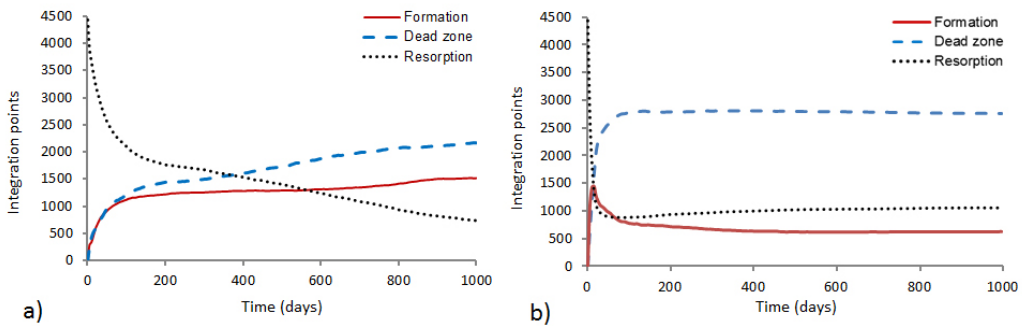 4500
4000
3500
3000
2500
2000
1500
1000
500
0
Integration points
0 200 400 600 800 1000
Time (days)
Formation
Dead zone
Resorption
a)
4500
4000
3500
3000
2500
2000
1500
1000
500
0
Integration points
0 200 400 600 800 1000
Time (days)
Formation
Dead zone
Resorption
b)